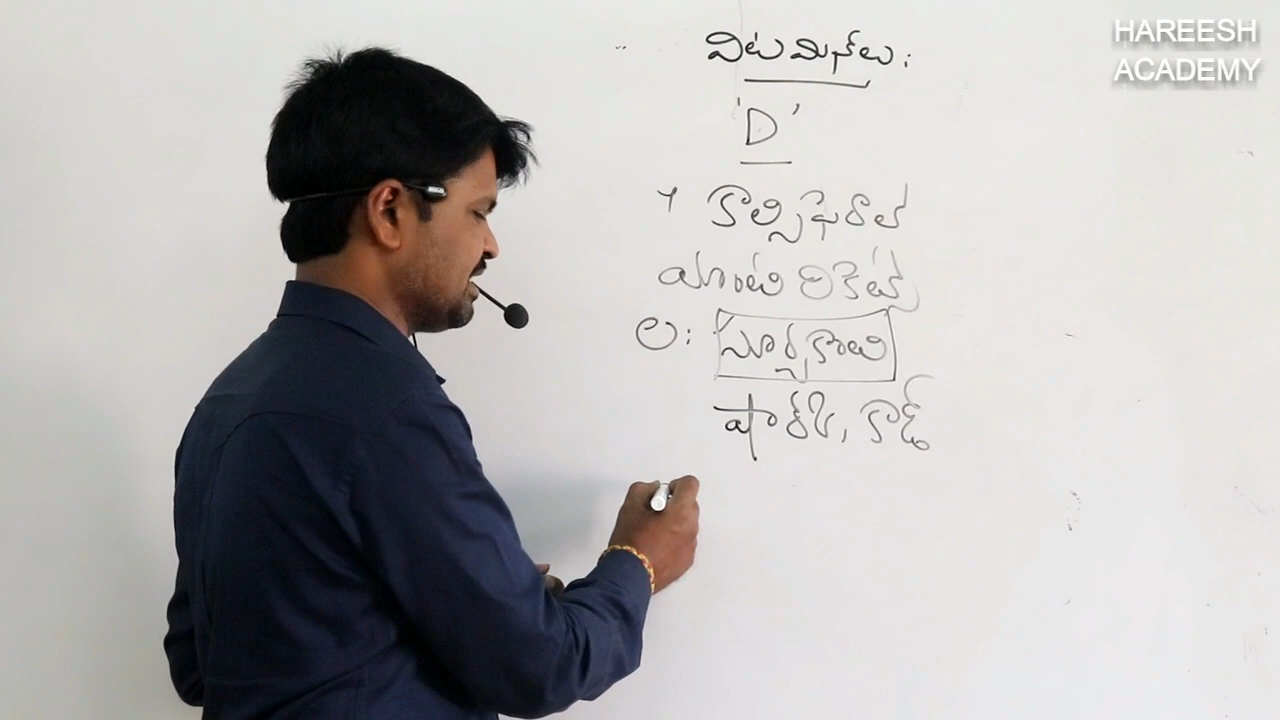 HAREESH
ACADEMY
విటమిన్‌లు :
'D'
కాల్సిఫెరాల్
యాంటి రికెట్స్
ల: సూర్యకాంతి
షార్క్, కాడ్